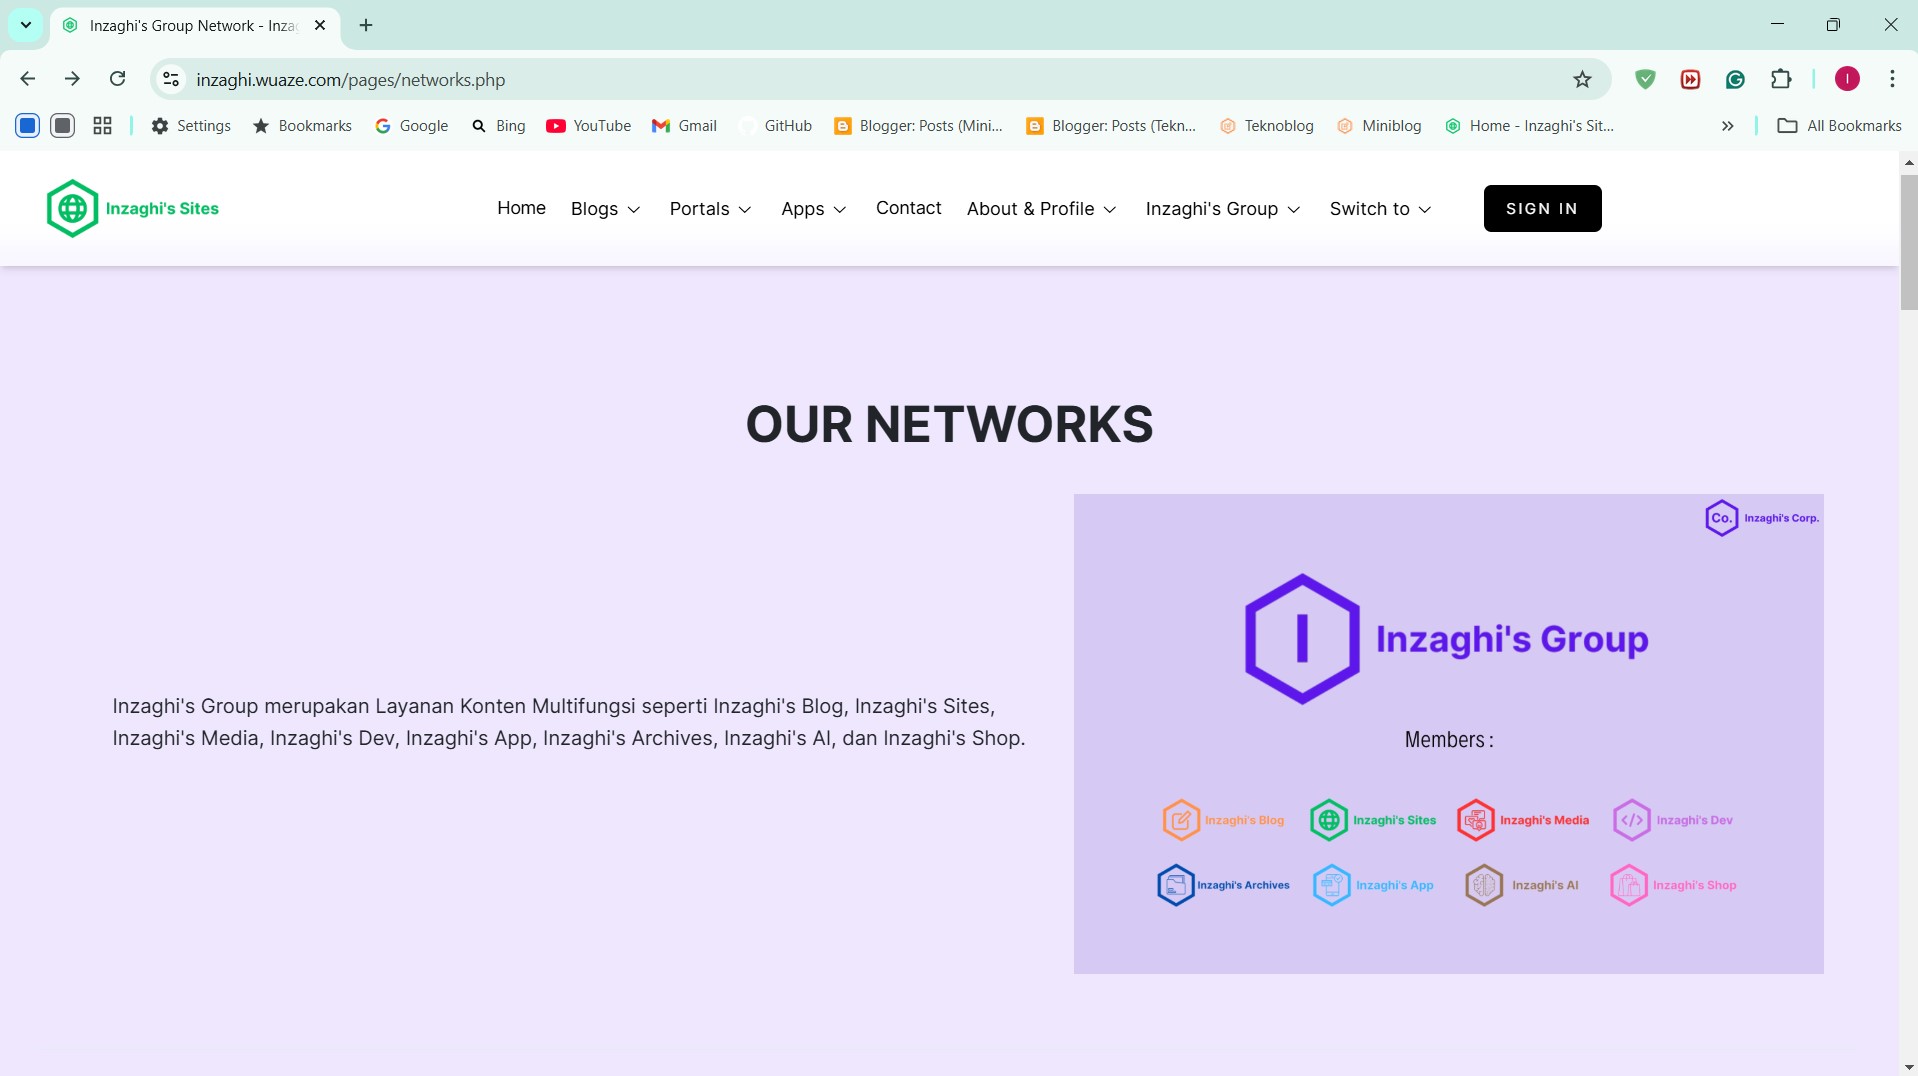 Inzaghi's Group Network - Inza
inzaghi.wuaze.com/pages/networks.php
Settings Bookmarks Google Bing YouTube Gmail GitHub Blogger: Posts (Mini... Blogger: Posts (Tekn... Teknoblog Miniblog Home - Inzaghi's Sit... All Bookmarks
Inzaghi's Sites Home Blogs Portals Apps Contact About & Profile Inzaghi's Group Switch to SIGN IN
OUR NETWORKS
Inzaghi's Group merupakan Layanan Konten Multifungsi seperti Inzaghi's Blog, Inzaghi's Sites,
Inzaghi's Media, Inzaghi's Dev, Inzaghi's App, Inzaghi's Archives, Inzaghi's AI, dan Inzaghi's Shop.
Co. Inzaghi's Corp.
I Inzaghi's Group
Members :
Inzaghi's Blog Inzaghi's Sites Inzaghi's Media Inzaghi's Dev
Inzaghi's Archives Inzaghi's App Inzaghi's AI Inzaghi's Shop